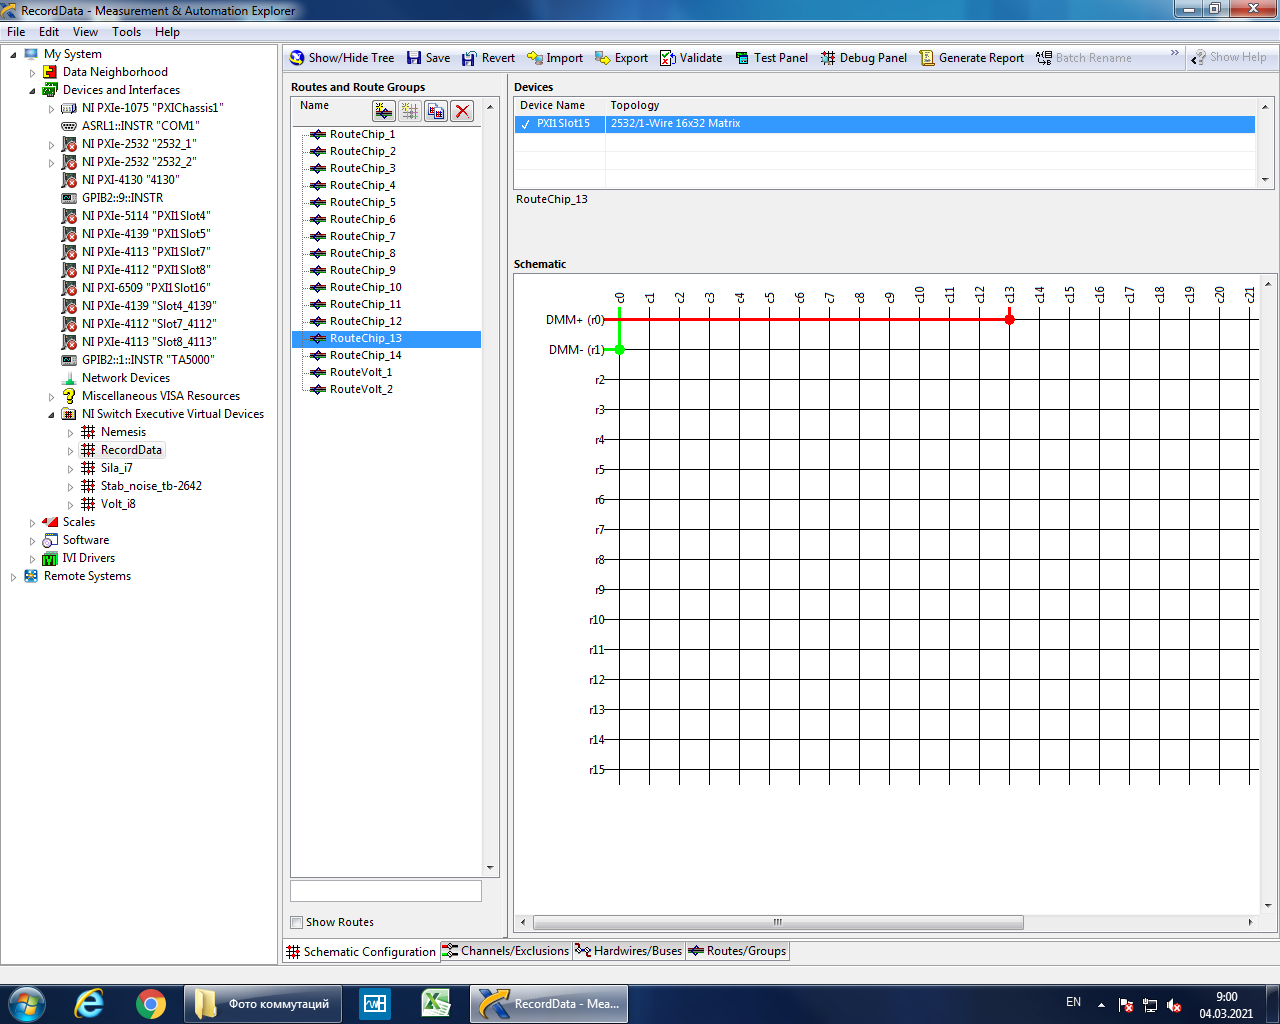 RecordData - Measurement & Automation Explorer
File Edit View Tools Help
My System
Data Neighborhood
Devices and Interfaces
NI PXIe-1075 "PXIChassis1"
ASRL1::INSTR "COM1"
NI PXIe-2532 "2532_1"
NI PXIe-2532 "2532_2"
NI PXI-4130 "4130"
GPIB2::9::INSTR
NI PXIe-5114 "PXI1Slot4"
NI PXIe-4139 "PXI1Slot5"
NI PXIe-4113 "PXI1Slot7"
NI PXIe-4112 "PXI1Slot8"
NI PXI-6509 "PXI1Slot16"
NI PXIe-4139 "Slot4_4139"
NI PXIe-4112 "Slot7_4112"
NI PXIe-4113 "Slot8_4113"
GPIB2::1::INSTR "TA5000"
Network Devices
Miscellaneous VISA Resources
NI Switch Executive Virtual Devices
Nemesis
RecordData
Sila_i7
Stab_noise_tb-2642
Volt_i8
Scales
Software
IVI Drivers
Remote Systems
Show/Hide Tree Save Revert Import Export Validate Test Panel Debug Panel Generate Report Batch Rename » Show Help
Routes and Route Groups
Name
RouteChip_1
RouteChip_2
RouteChip_3
RouteChip_4
RouteChip_5
RouteChip_6
RouteChip_7
RouteChip_8
RouteChip_9
RouteChip_10
RouteChip_11
RouteChip_12
RouteChip_13
RouteChip_14
RouteVolt_1
RouteVolt_2
Show Routes
Devices
Device Name Topology
PXI1Slot15 2532/1-Wire 16x32 Matrix
RouteChip_13
Schematic
c0 c1 c2 c3 c4 c5 c6 c7 c8 c9 c10 c11 c12 c13 c14 c15 c16 c17 c18 c19 c20 c21
DMM+ (r0)
DMM- (r1)
r2
r3
r4
r5
r6
r7
r8
r9
r10
r11
r12
r13
r14
r15
Schematic Configuration Channels/Exclusions Hardwires/Buses Routes/Groups
Фото коммутаций
RecordData - Mea...
EN
9:00
04.03.2021